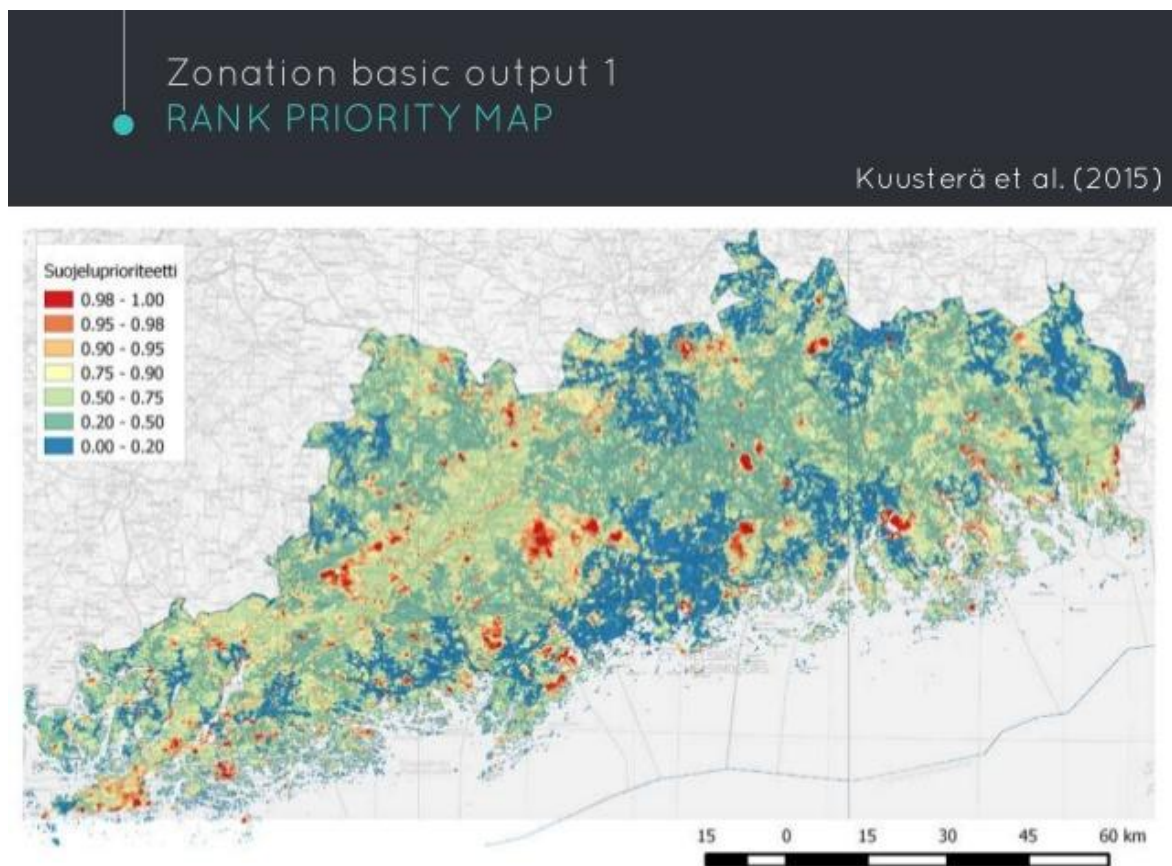 Zonation basic output 1
RANK PRIORITY MAP
Kuusterä et al. (2015)
Suojeluprioriteetti
0.98 - 1.00
0.95 - 0.98
0.90 - 0.95
0.75 - 0.90
0.50 - 0.75
0.20 - 0.50
0.00 - 0.20
15 0 15 30 45 60 km